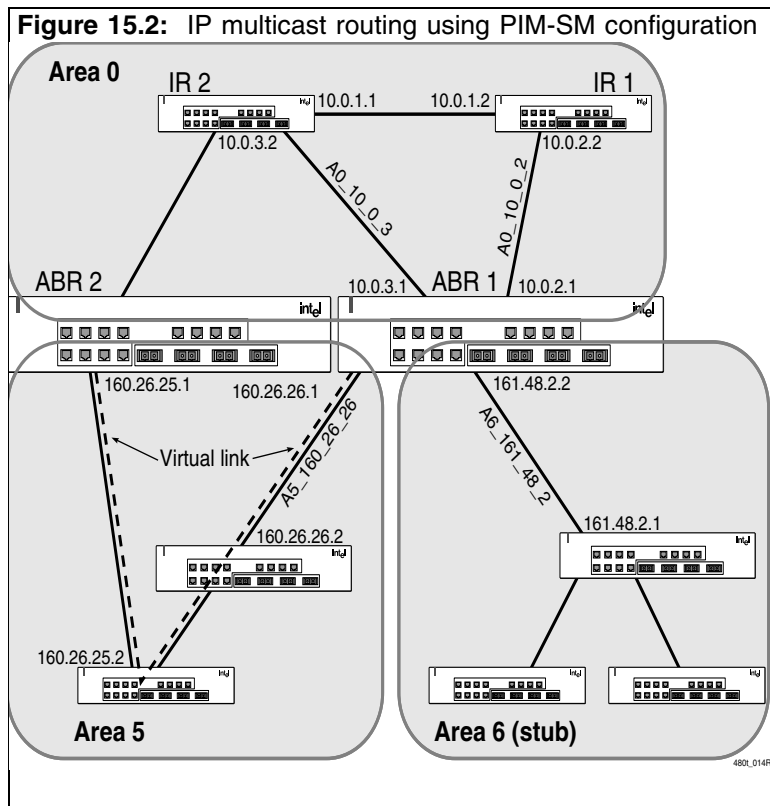 Figure 15.2: IP multicast routing using PIM-SM configuration
Area 0
IR 2
IR 1
10.0.1.1
10.0.1.2
intel
intel
10.0.3.2
10.0.2.2
A0_10_0_3
A0_10_0_2
ABR 2
10.0.3.1
ABR 1
10.0.2.1
intel
intel
160.26.25.1
160.26.26.1
161.48.2.2
Virtual link
A5_160_26_26
A6_161_48_2
160.26.26.2
161.48.2.1
intel
intel
160.26.25.2
intel
intel
intel
Area 5
Area 6 (stub)
480t_014R